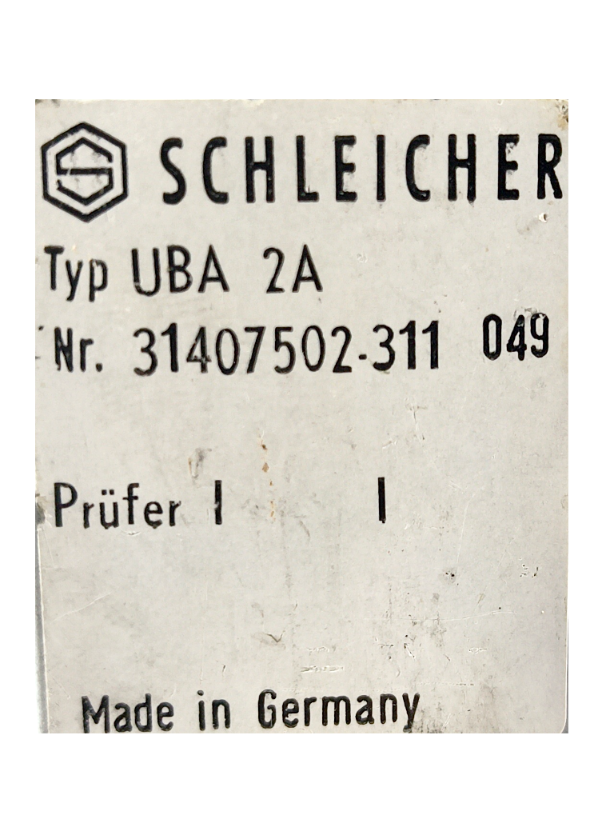 SCHLEICHER
Typ UBA 2A
Nr. 31407502-311 049
Prüfer I I
Made in Germany